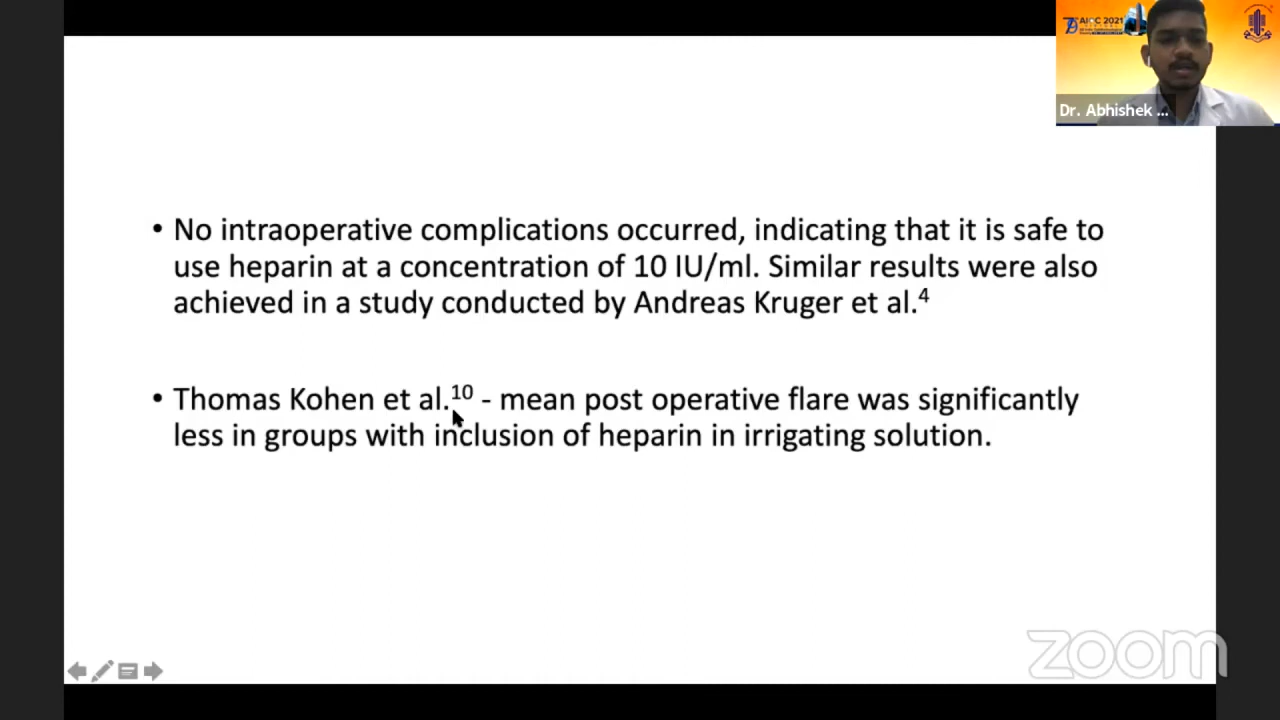 AIOC 2021
Dr. Abhishek ...
• No intraoperative complications occurred, indicating that it is safe to
use heparin at a concentration of 10 IU/ml. Similar results were also
achieved in a study conducted by Andreas Kruger et al.⁴
• Thomas Kohen et al.¹⁰ - mean post operative flare was significantly
less in groups with inclusion of heparin in irrigating solution.
zoom